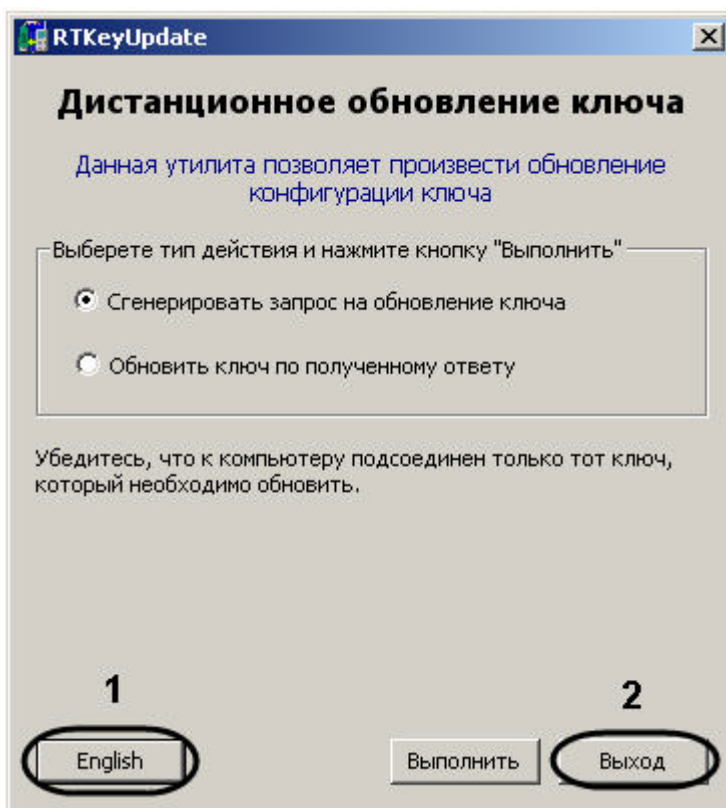 RTKeyUpdate
Дистанционное обновление ключа
Данная утилита позволяет произвести обновление
конфигурации ключа
Выберете тип действия и нажмите кнопку "Выполнить"
Сгенерировать запрос на обновление ключа
Обновить ключ по полученному ответу
Убедитесь, что к компьютеру подсоединен только тот ключ,
который необходимо обновить.
1
2
English
Выполнить
Выход